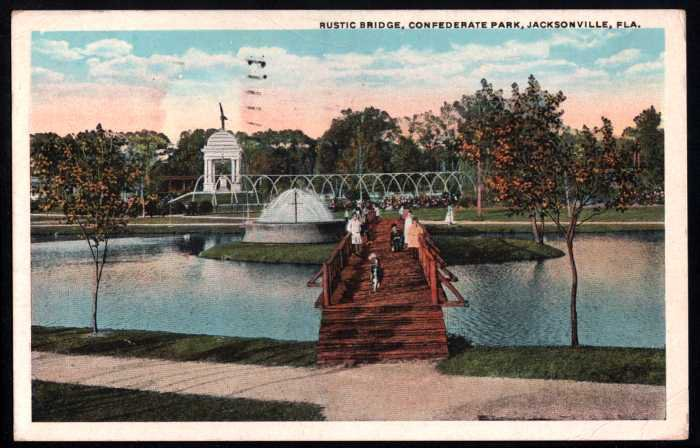 RUSTIC BRIDGE, CONFEDERATE PARK, JACKSONVILLE, FLA.